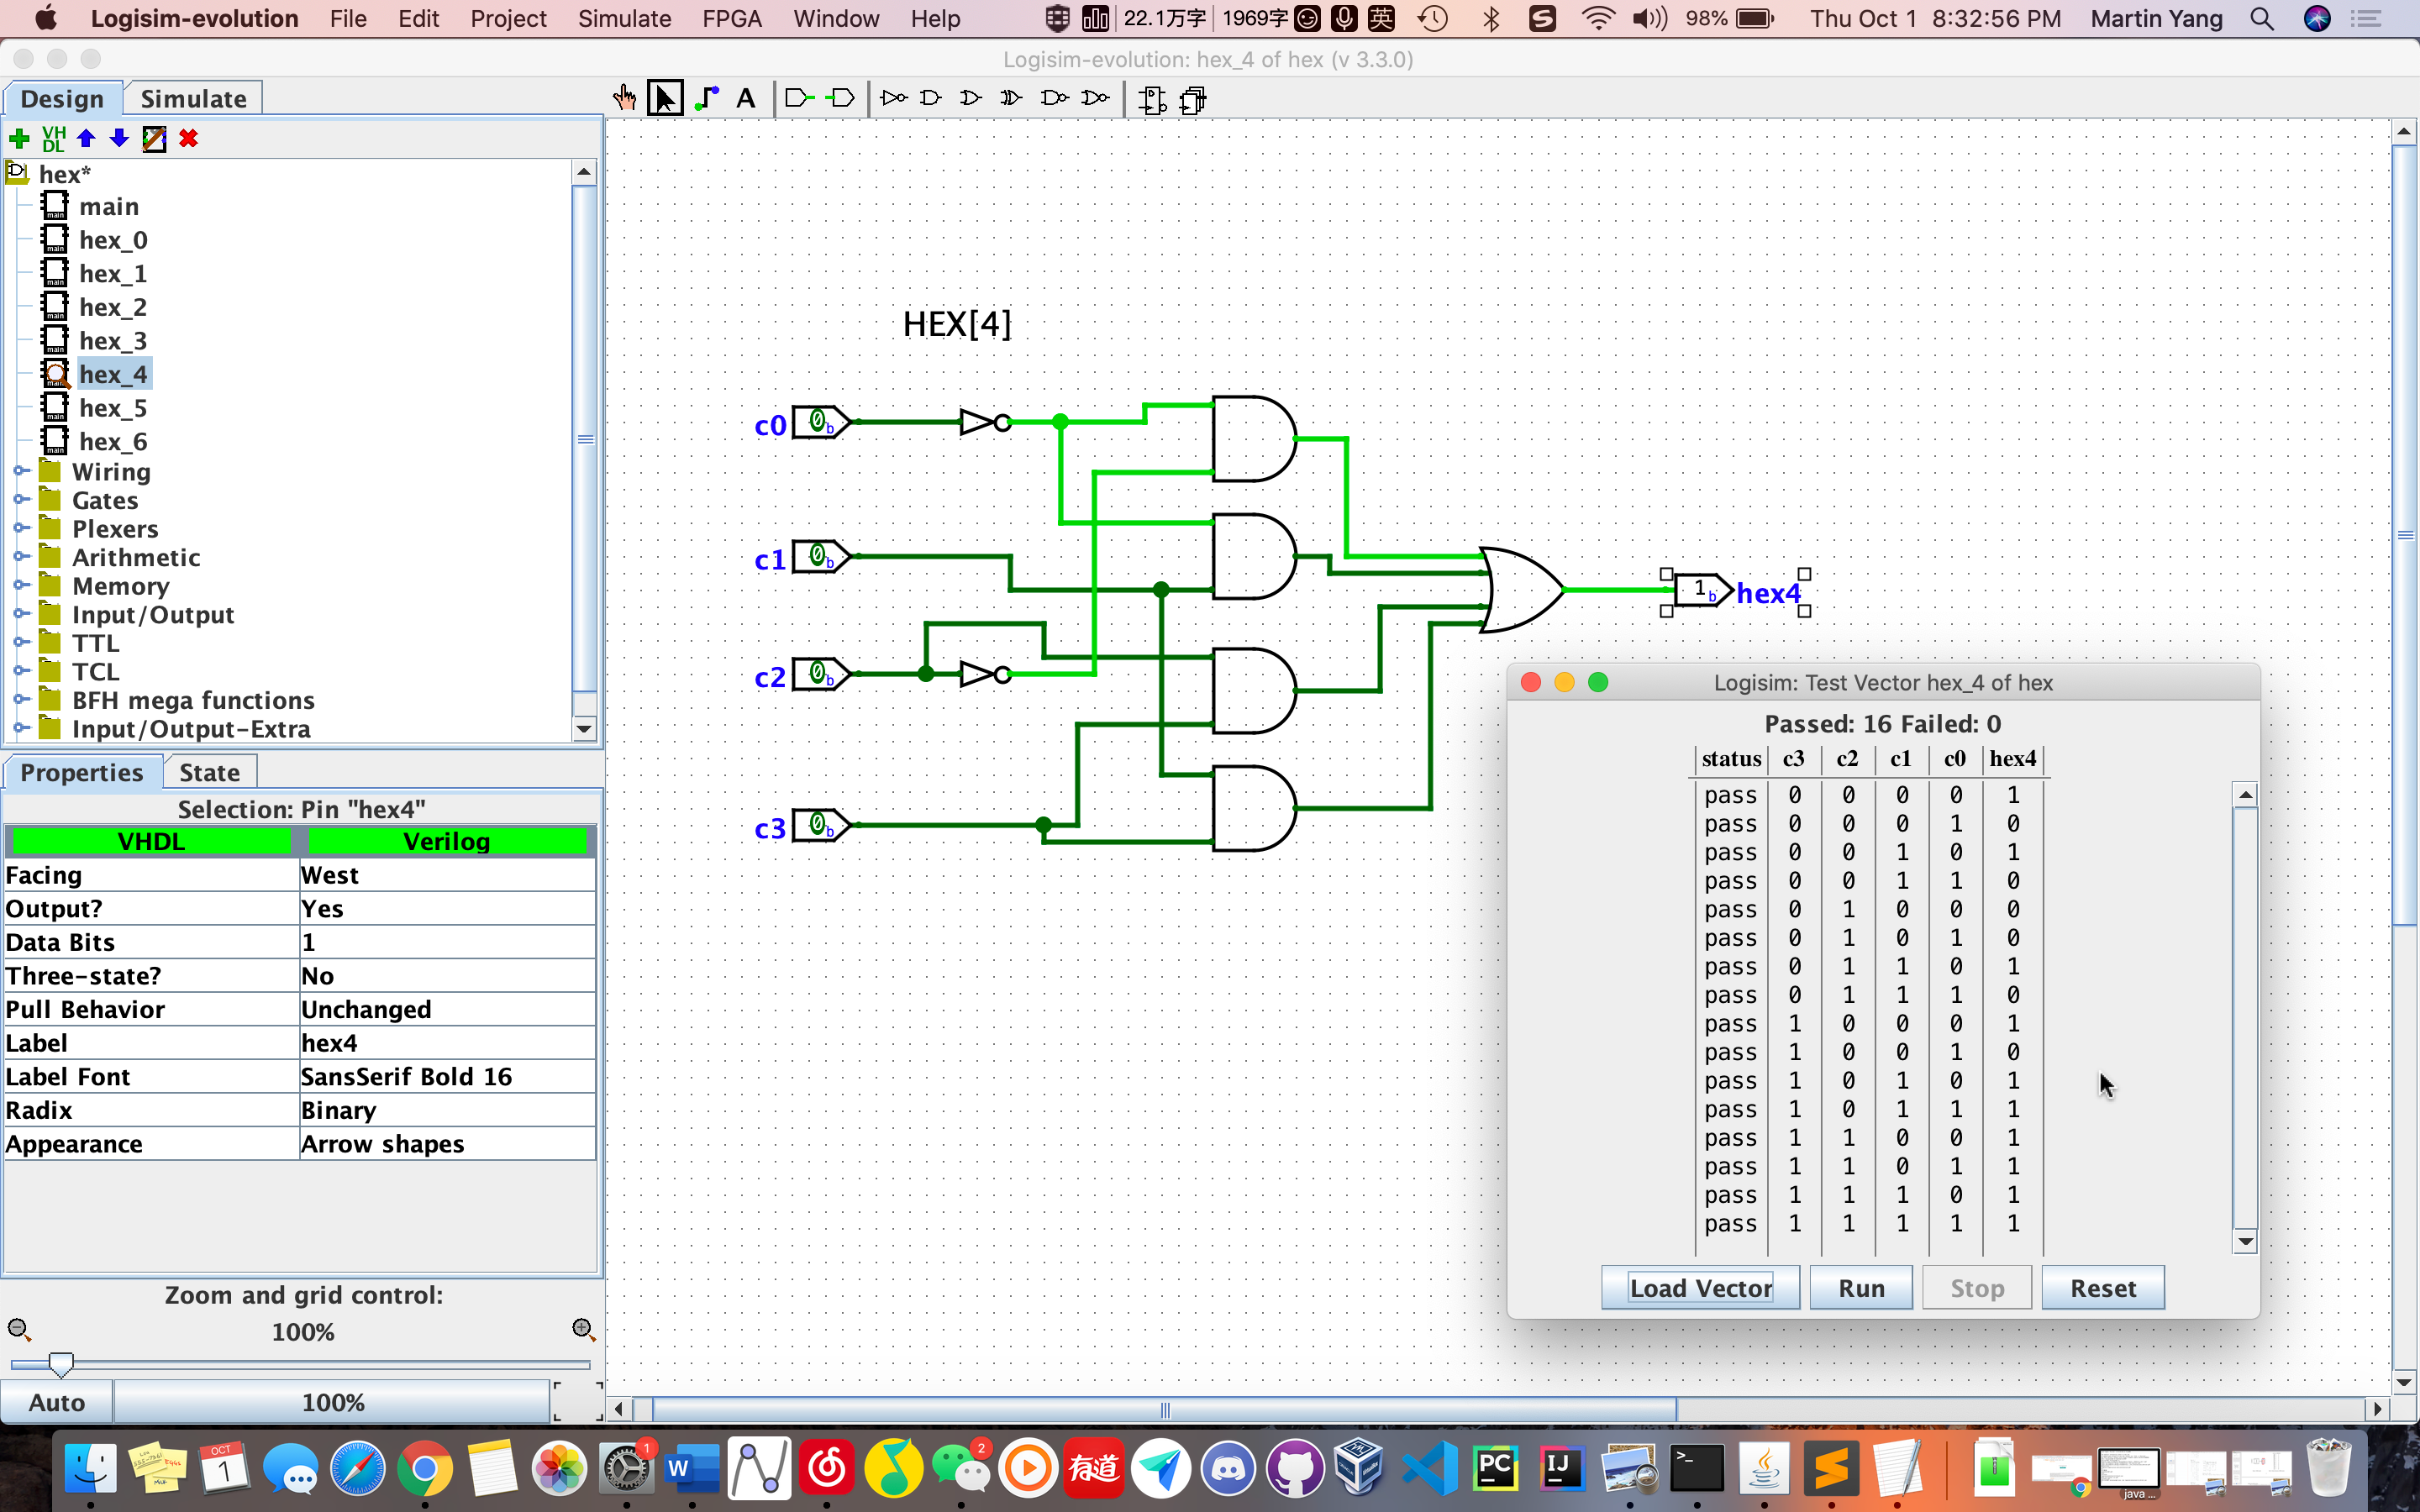 Logisim-evolution File Edit Project Simulate FPGA Window Help 22.1万字 1969字 英 98% Thu Oct 1 8:32:56 PM Martin Yang
Logisim-evolution: hex_4 of hex (v 3.3.0)
Design Simulate
A
VH
DL
hex*
main
hex_0
hex_1
hex_2
hex_3
hex_4
hex_5
hex_6
Wiring
Gates
Plexers
Arithmetic
Memory
Input/Output
TTL
TCL
BFH mega functions
Input/Output-Extra
Properties State
Selection: Pin "hex4"
VHDL Verilog
Facing West
Output? Yes
Data Bits 1
Three-state? No
Pull Behavior Unchanged
Label hex4
Label Font SansSerif Bold 16
Radix Binary
Appearance Arrow shapes
Zoom and grid control:
100%
Auto 100%
HEX[4]
c0 0b
c1 0b
c2 0b
c3 0b
1b hex4
Logisim: Test Vector hex_4 of hex
Passed: 16 Failed: 0
status c3 c2 c1 c0 hex4
pass 0 0 0 0 1
pass 0 0 0 1 0
pass 0 0 1 0 1
pass 0 0 1 1 0
pass 0 1 0 0 0
pass 0 1 0 1 0
pass 0 1 1 0 1
pass 0 1 1 1 0
pass 1 0 0 0 1
pass 1 0 0 1 0
pass 1 0 1 0 1
pass 1 0 1 1 1
pass 1 1 0 0 1
pass 1 1 0 1 1
pass 1 1 1 0 1
pass 1 1 1 1 1
Load Vector Run Stop Reset
OCT
1
1
W
2
有道
PC
IJ
>_
java ...